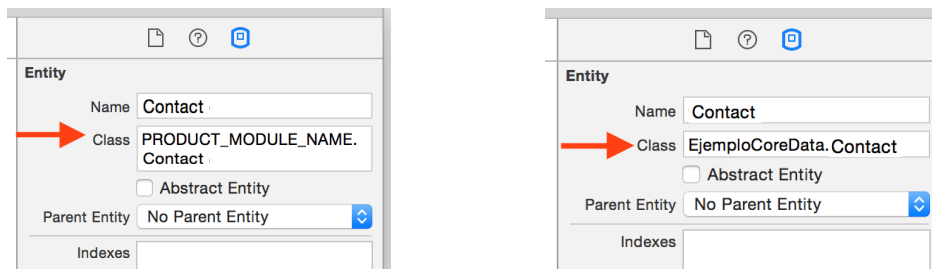 Entity
Name Contact
Class PRODUCT_MODULE_NAME.
Contact
Abstract Entity
Parent Entity No Parent Entity
Indexes
Entity
Name Contact
Class EjemploCoreData.Contact
Abstract Entity
Parent Entity No Parent Entity
Indexes